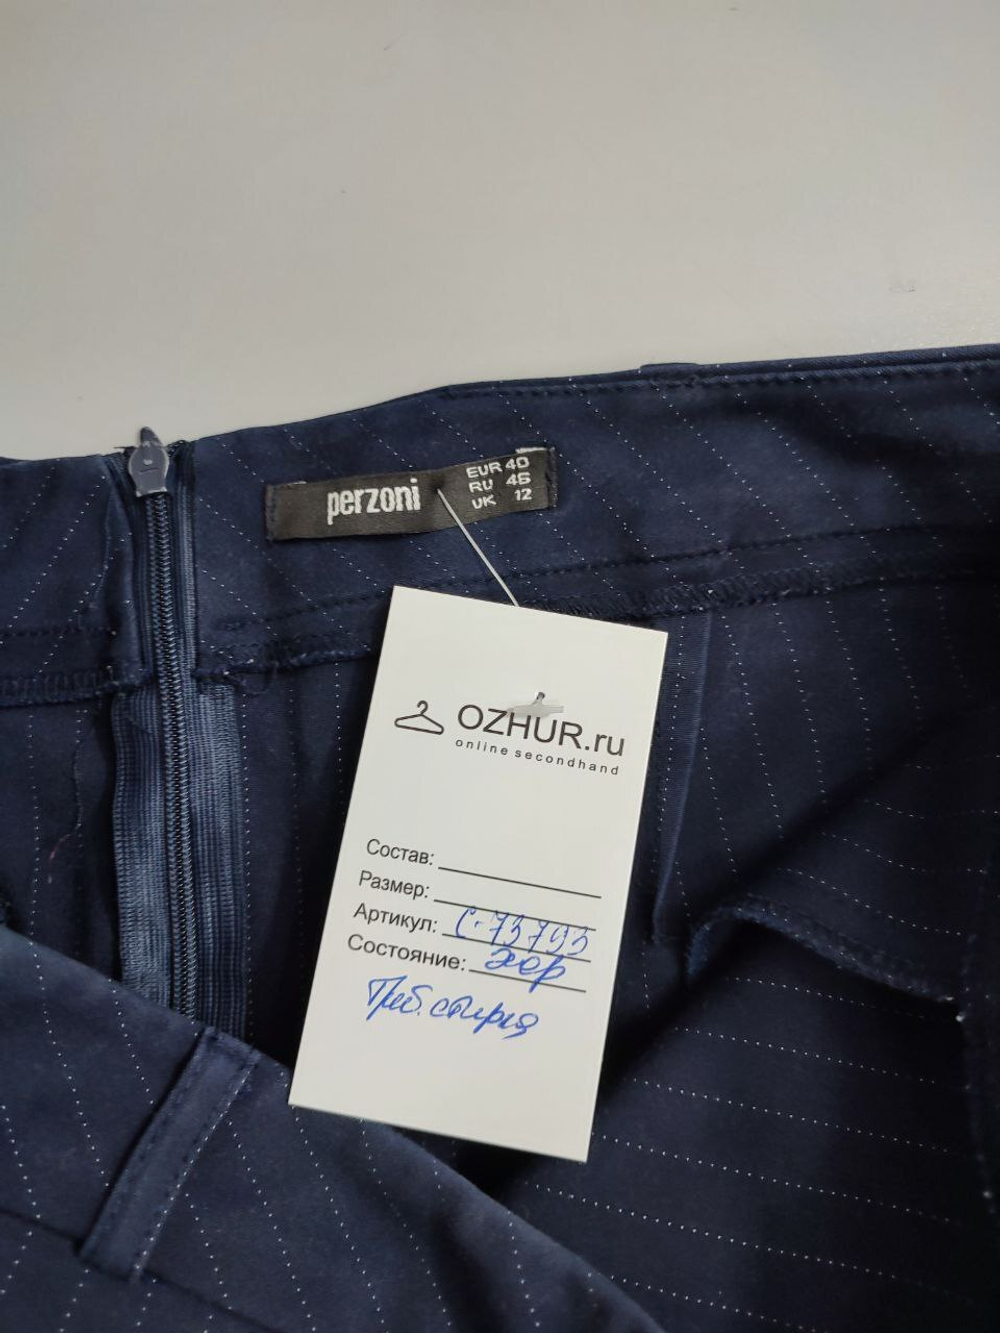 perzoni
EUR 40
RU 46
UK 12
OZHUR.ru
online secondhand
Состав:
Размер:
Артикул: С-73793
Состояние: хор
Треб. стирка